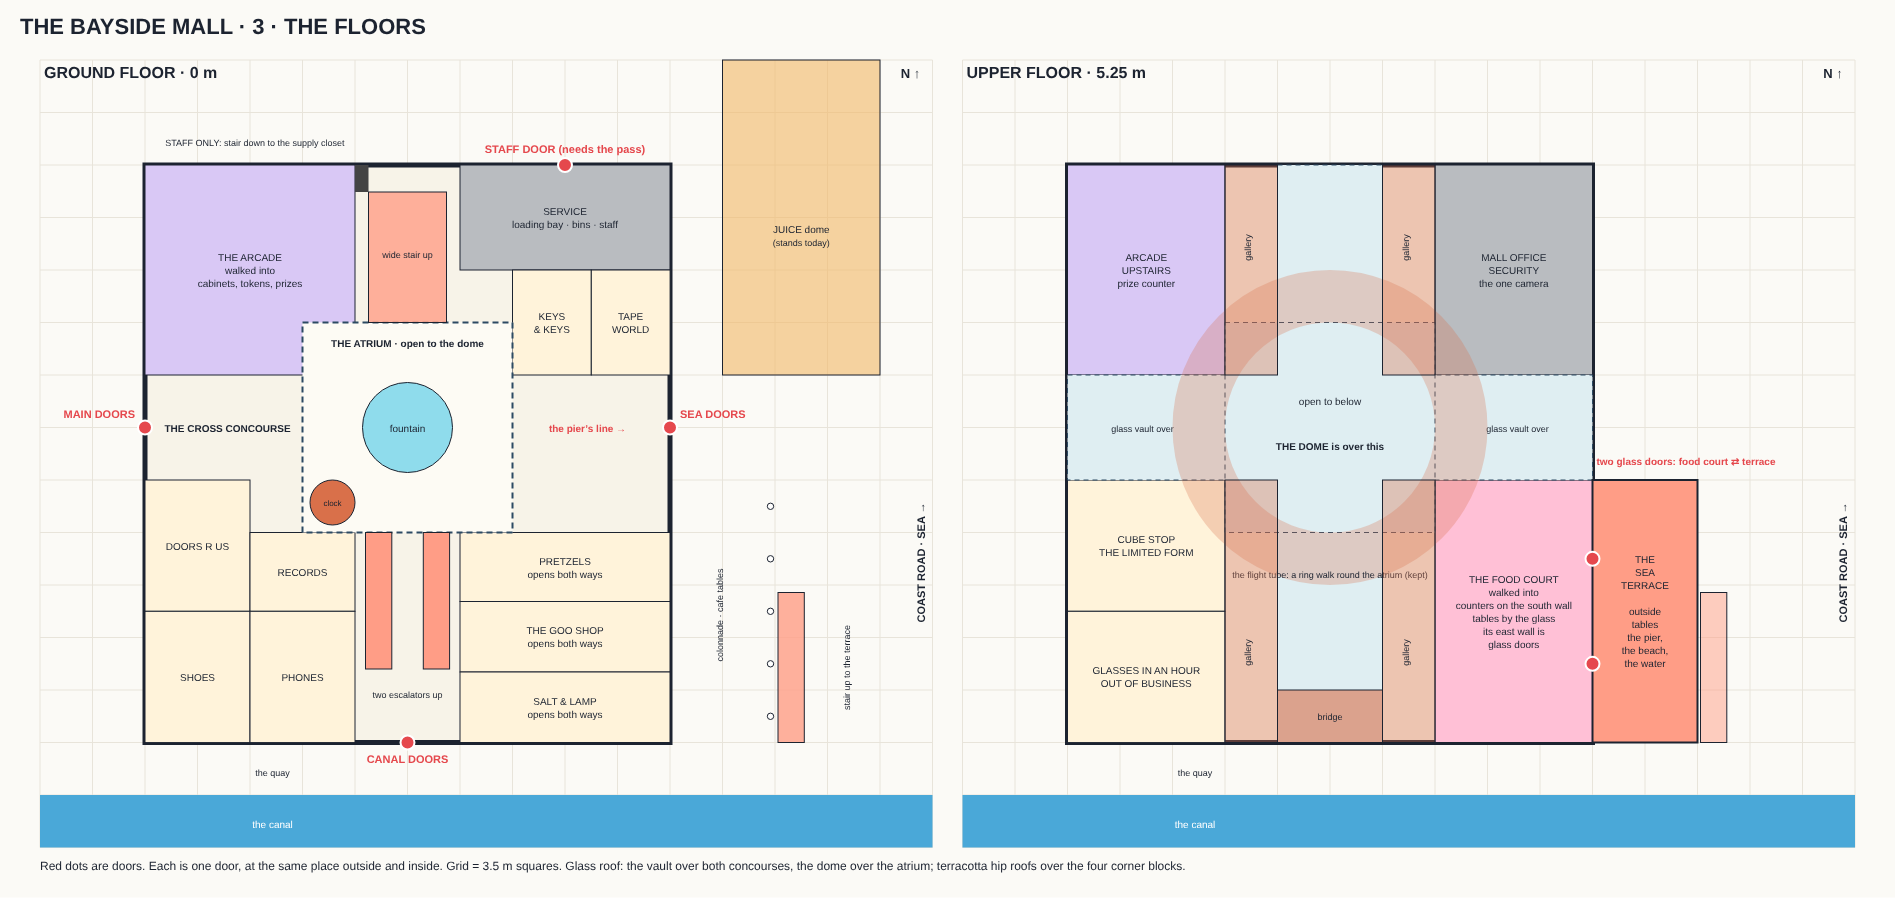 THE BAYSIDE MALL · 3 · THE FLOORS
GROUND FLOOR · 0 m
N ↑
STAFF ONLY: stair down to the supply closet
STAFF DOOR (needs the pass)
THE ARCADE
walked into
cabinets, tokens, prizes
wide stair up
SERVICE
loading bay · bins · staff
JUICE dome
(stands today)
KEYS
& KEYS
TAPE
WORLD
THE ATRIUM · open to the dome
MAIN DOORS
THE CROSS CONCOURSE
fountain
the pier's line →
SEA DOORS
clock
DOORS R US
RECORDS
PRETZELS
opens both ways
SHOES
PHONES
THE GOO SHOP
opens both ways
two escalators up
SALT & LAMP
opens both ways
colonnade · cafe tables
stair up to the terrace
COAST ROAD · SEA →
CANAL DOORS
the quay
the canal
UPPER FLOOR · 5.25 m
N ↑
ARCADE
UPSTAIRS
prize counter
gallery
gallery
MALL OFFICE
SECURITY
the one camera
open to below
glass vault over
THE DOME is over this
glass vault over
two glass doors: food court ⇄ terrace
CUBE STOP
THE LIMITED FORM
the flight tube: a ring walk round the atrium (kept)
THE FOOD COURT
walked into
counters on the south wall
tables by the glass
its east wall is
glass doors
THE
SEA
TERRACE
outside
tables
the pier,
the beach,
the water
GLASSES IN AN HOUR
OUT OF BUSINESS
gallery
gallery
bridge
COAST ROAD · SEA →
the quay
the canal
Red dots are doors. Each is one door, at the same place outside and inside. Grid = 3.5 m squares. Glass roof: the vault over both concourses, the dome over the atrium; terracotta hip roofs over the four corner blocks.